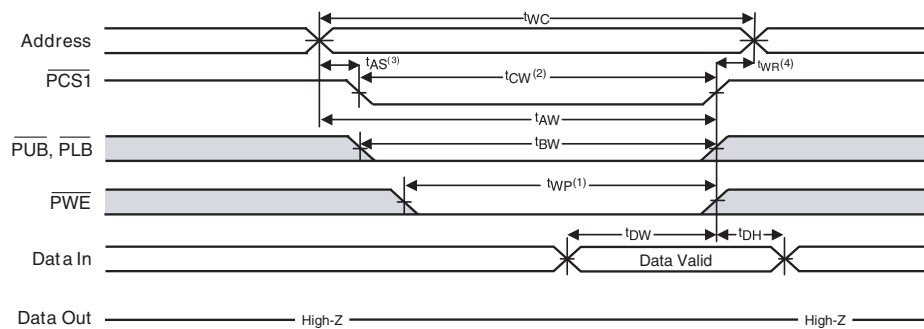 tWC
Address
tAS(3)
tCW(2)
tWR(4)
PCS1
tAW
PUB, PLB
tBW
tWP(1)
PWE
tDW
tDH
Data In
Data Valid
Data Out
High-Z
High-Z